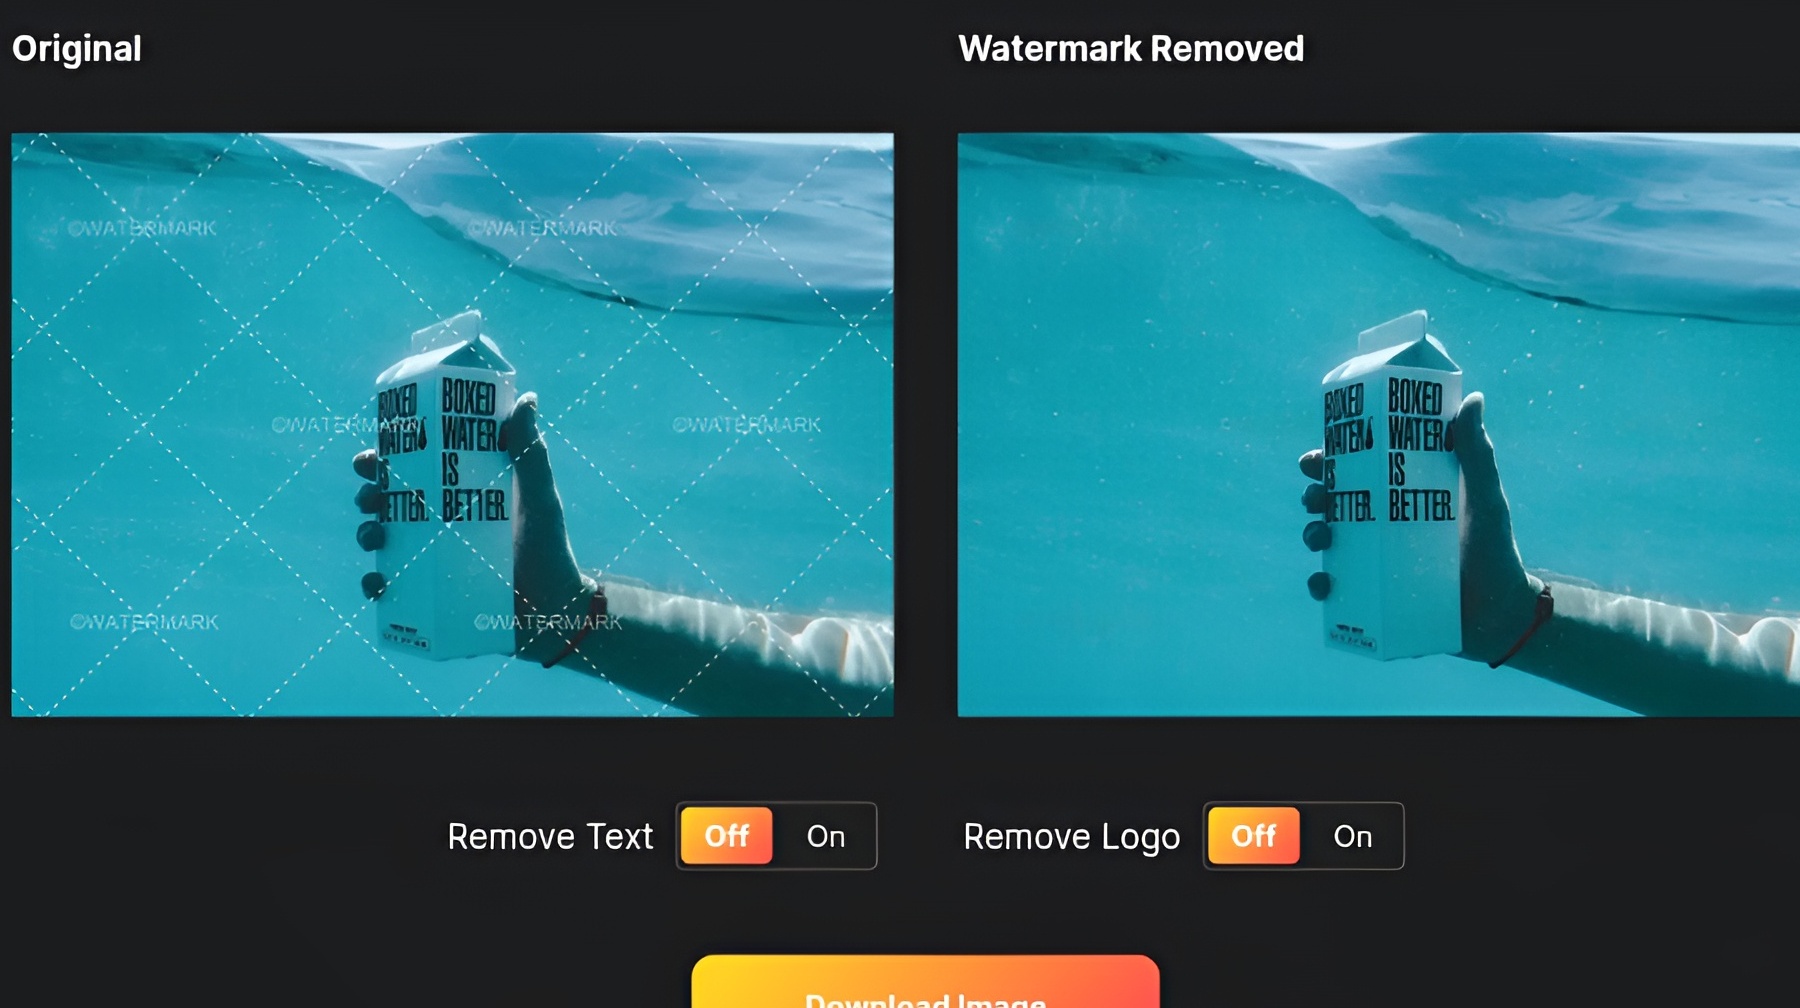 Original
Watermark Removed
©WATERMARK
©WATERMARK
©WATERMARK
©WATERMARK
©WATERMARK
©WATERMARK
BOXED
WATER
IS
BETTER.
BOXED
WATER
IS
BETTER.
BOXED
WATER
IS
BETTER.
BOXED
WATER
IS
BETTER.
Remove Text
Off
On
Remove Logo
Off
On
Download Image